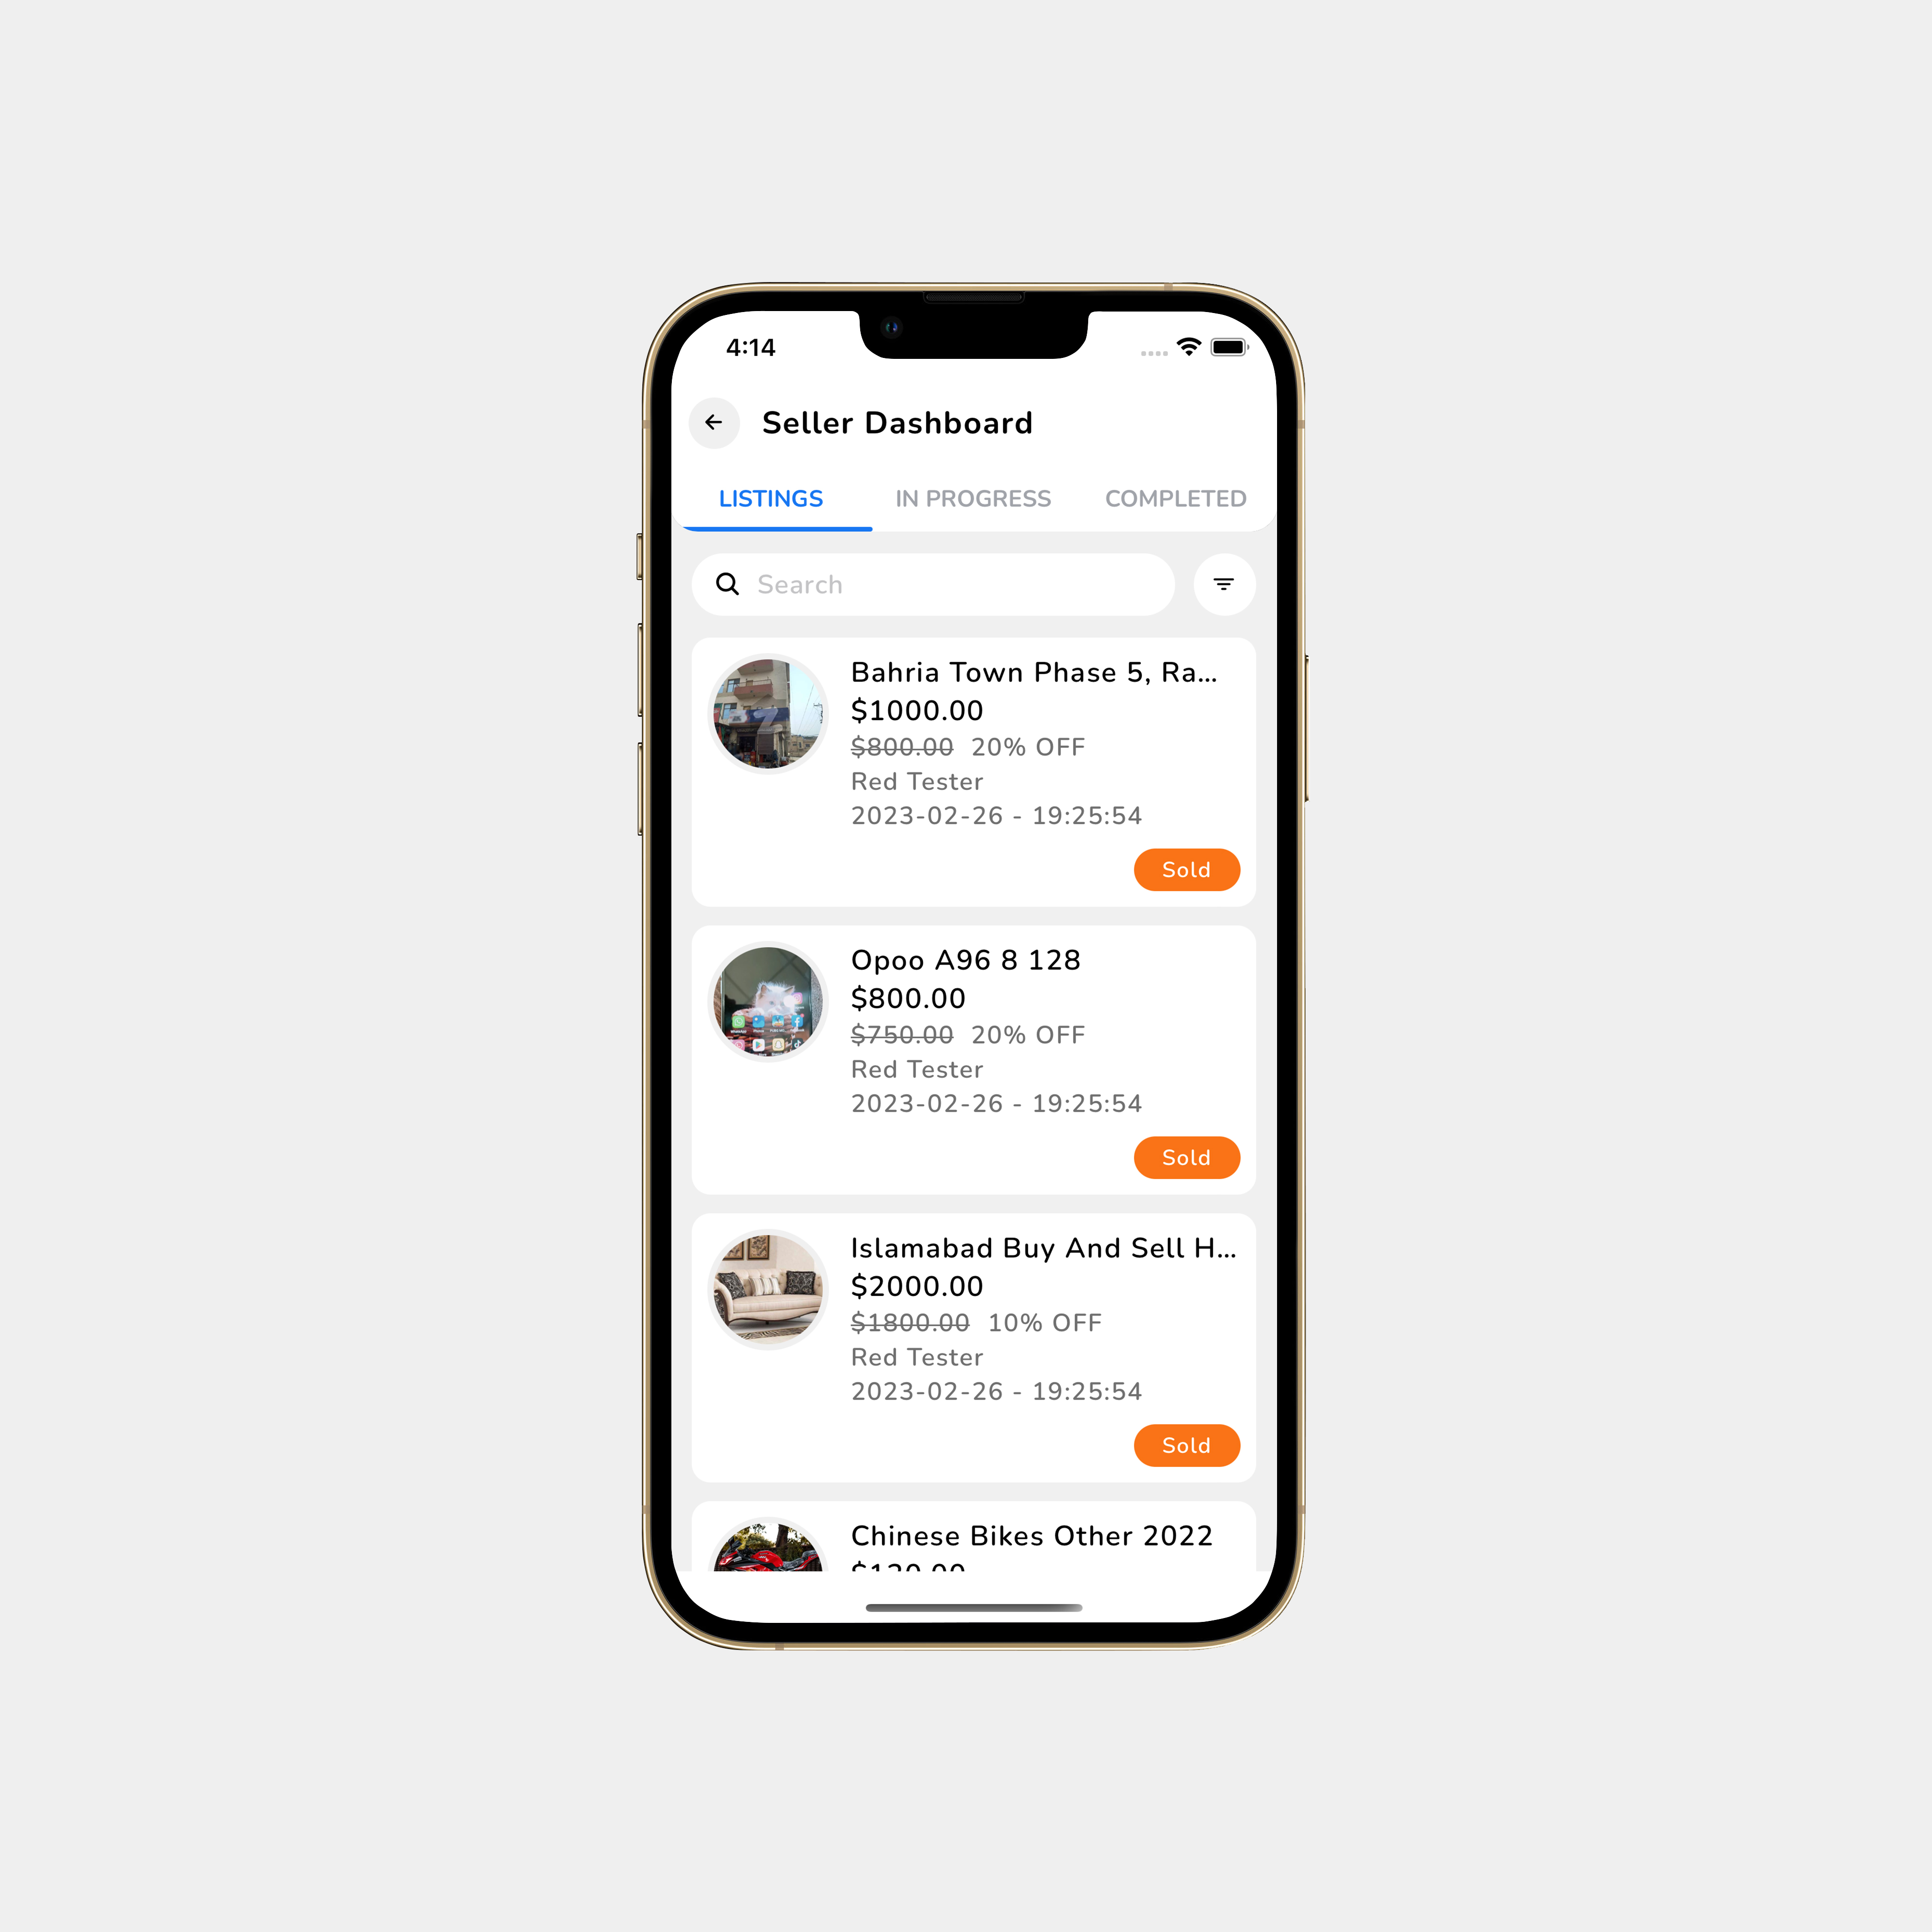 4:14
Seller Dashboard
LISTINGS
IN PROGRESS
COMPLETED
Search
Bahria Town Phase 5, Ra...
$1000.00
$800.00 20% OFF
Red Tester
2023-02-26 - 19:25:54
Sold
Opoo A96 8 128
$800.00
$750.00 20% OFF
Red Tester
2023-02-26 - 19:25:54
Sold
Islamabad Buy And Sell H...
$2000.00
$1800.00 10% OFF
Red Tester
2023-02-26 - 19:25:54
Sold
Chinese Bikes Other 2022